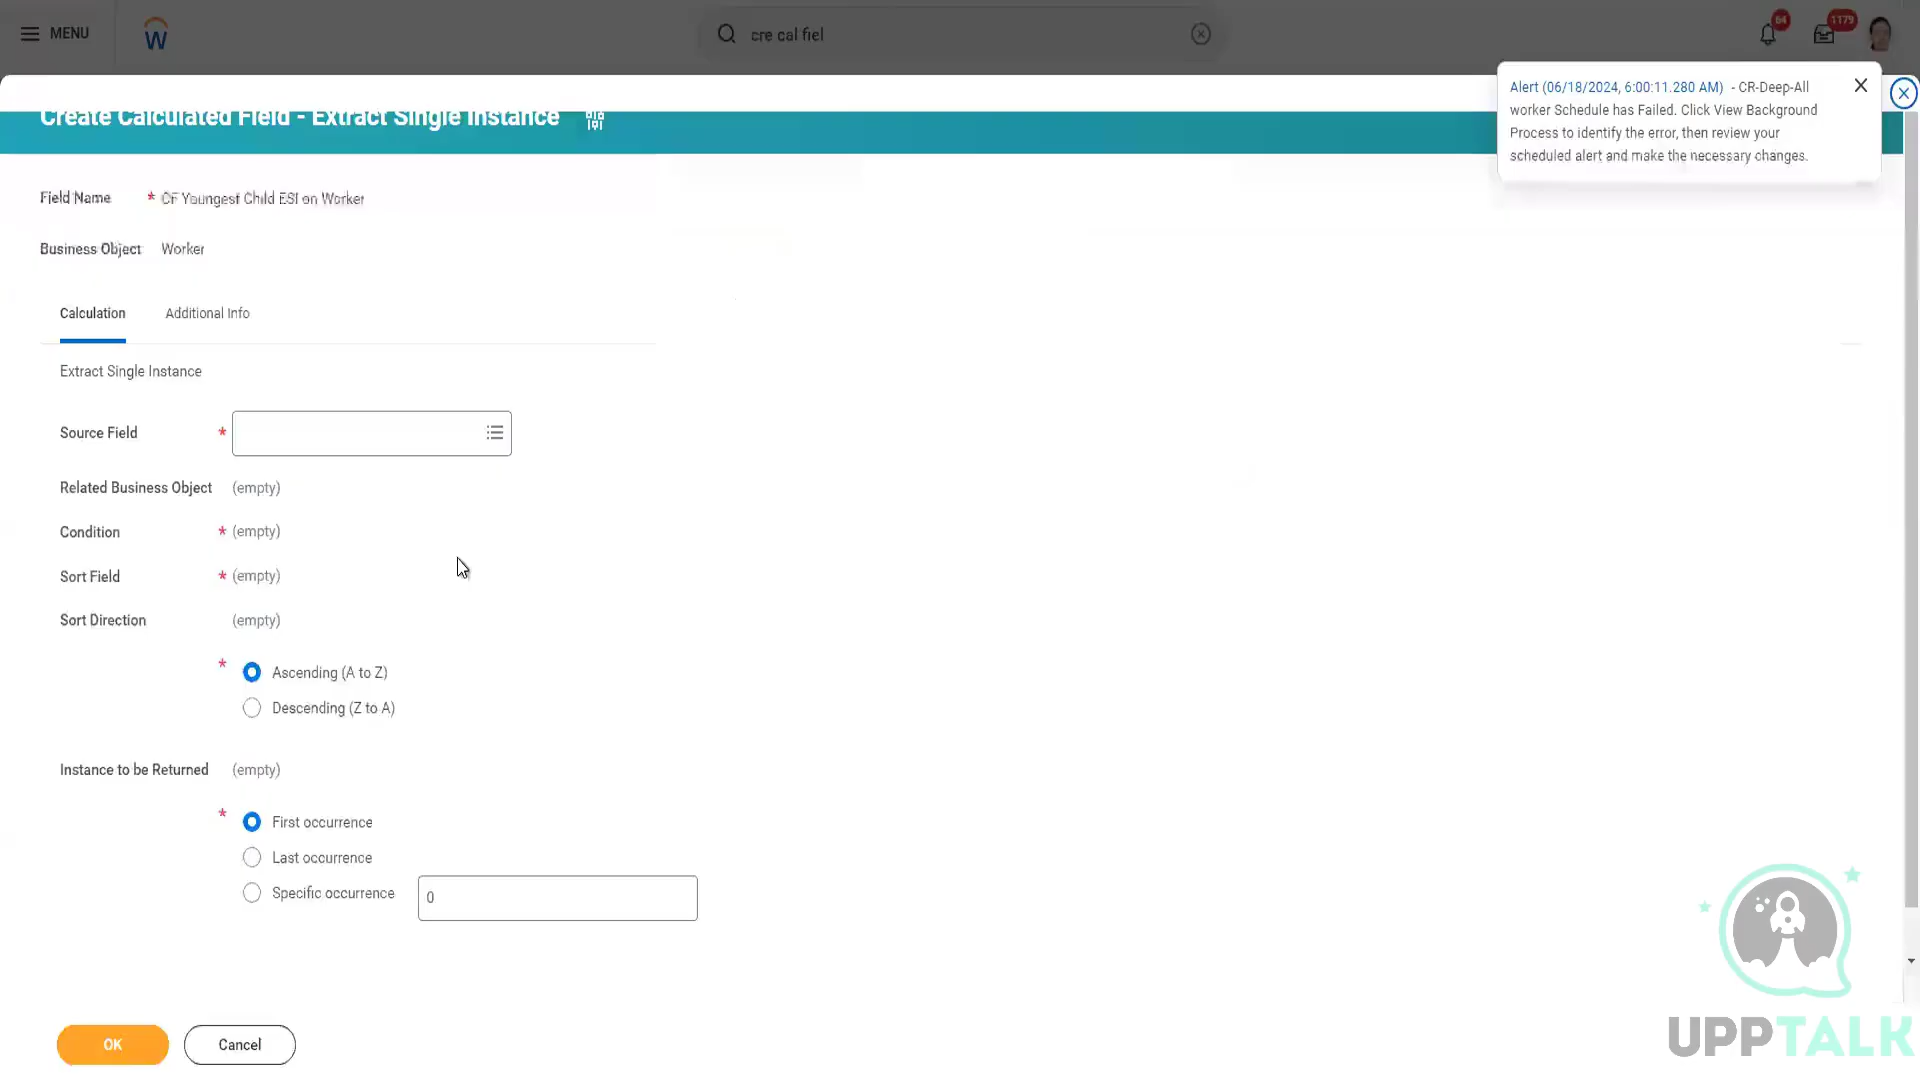 MENU
W
cre cal fiel
64
1179
Alert (06/18/2024, 6:00:11.280 AM) - CR-Deep-All
worker Schedule has Failed. Click View Background
Process to identify the error, then review your
scheduled alert and make the necessary changes.
Create Calculated Field - Extract Single Instance
Field Name * CF Youngest Child ESI on Worker
Business Object Worker
Calculation Additional Info
Extract Single Instance
Source Field *
Related Business Object (empty)
Condition * (empty)
Sort Field * (empty)
Sort Direction (empty)
* Ascending (A to Z)
Descending (Z to A)
Instance to be Returned (empty)
* First occurrence
Last occurrence
Specific occurrence 0
OK Cancel
UPPTALK